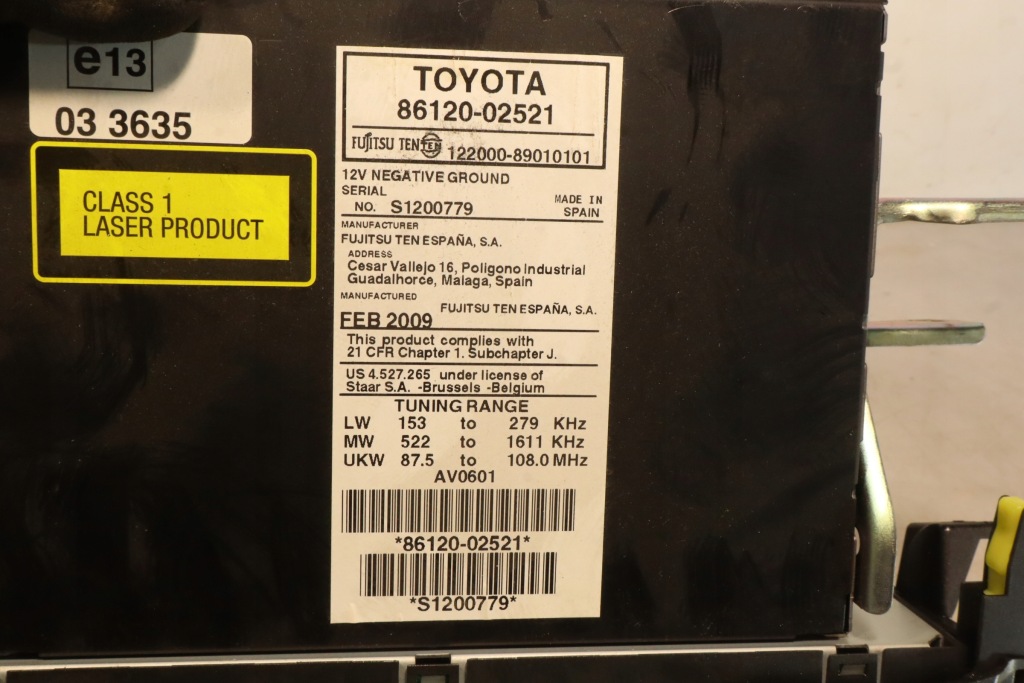 e13
03 3635
CLASS 1
LASER PRODUCT
TOYOTA
86120-02521
FUJITSU TEN TEN 122000-89010101
12V NEGATIVE GROUND
SERIAL
NO. S1200779
MADE IN
SPAIN
MANUFACTURER
FUJITSU TEN ESPAÑA, S.A.
ADDRESS
Cesar Vallejo 16, Poligono Industrial
Guadalhorce, Malaga, Spain
MANUFACTURED
FUJITSU TEN ESPAÑA, S.A.
FEB 2009
This product complies with
21 CFR Chapter 1. Subchapter J.
US 4.527.265 under license of
Staar S.A. -Brussels -Belgium
TUNING RANGE
LW 153 to 279 KHz
MW 522 to 1611 KHz
UKW 87.5 to 108.0 MHz
AV0601
*86120-02521*
*S1200779*